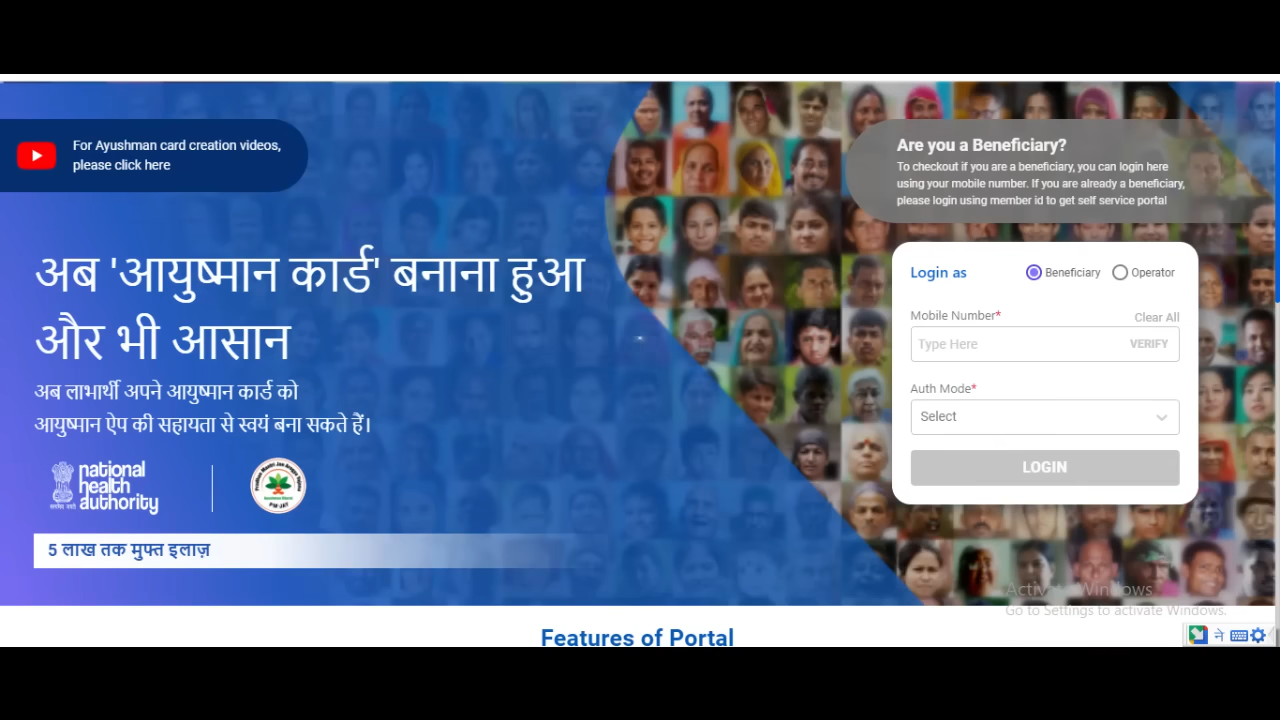 For Ayushman card creation videos,
please click here
अब 'आयुष्मान कार्ड' बनाना हुआ
और भी आसान
अब लाभार्थी अपने आयुष्मान कार्ड को
आयुष्मान ऐप की सहायता से स्वयं बना सकते हैं।
national
health
authority
PM-JAY
5 लाख तक मुफ्त इलाज़
Are you a Beneficiary?
To checkout if you are a beneficiary, you can login here
using your mobile number. If you are already a beneficiary,
please login using member id to get self service portal
Login as Beneficiary Operator
Mobile Number* Clear All
Type Here VERIFY
Auth Mode*
Select
LOGIN
Activate Windows
Go to Settings to activate Windows.
Features of Portal
ने